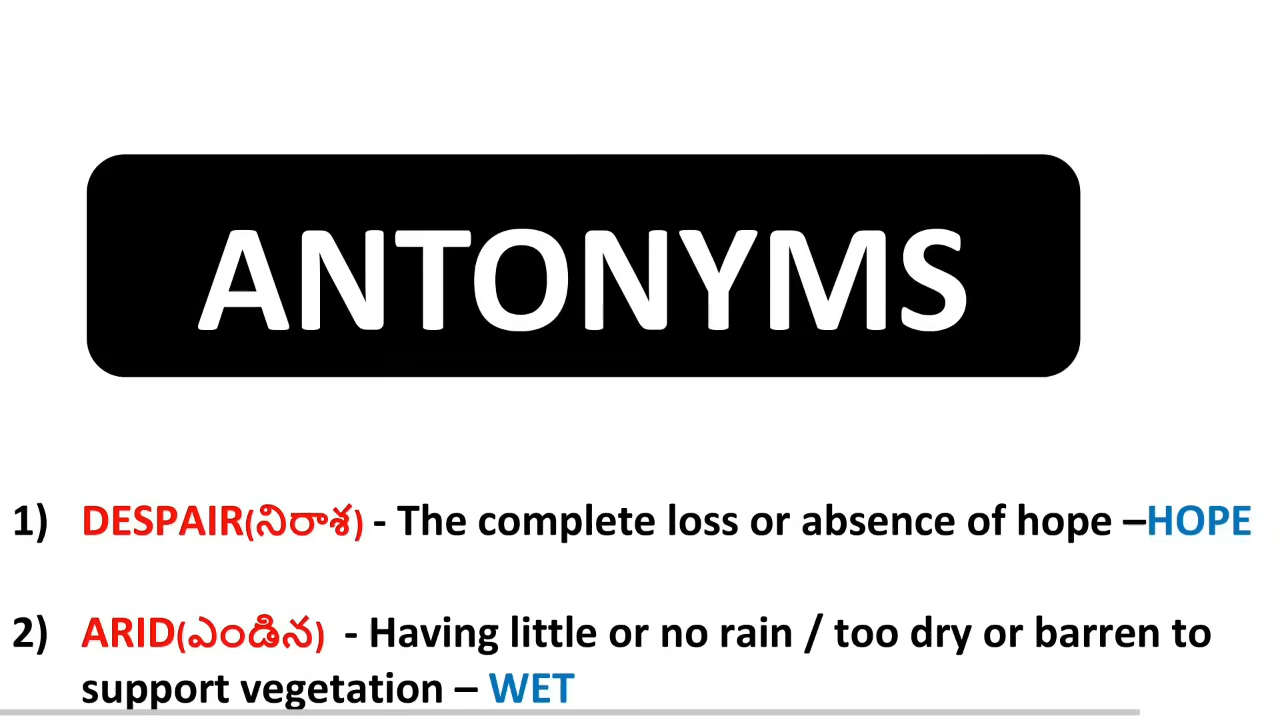 ANTONYMS
1) DESPAIR(నిరాశ) - The complete loss or absence of hope –HOPE
2) ARID(ఎండిన) - Having little or no rain / too dry or barren to
support vegetation – WET